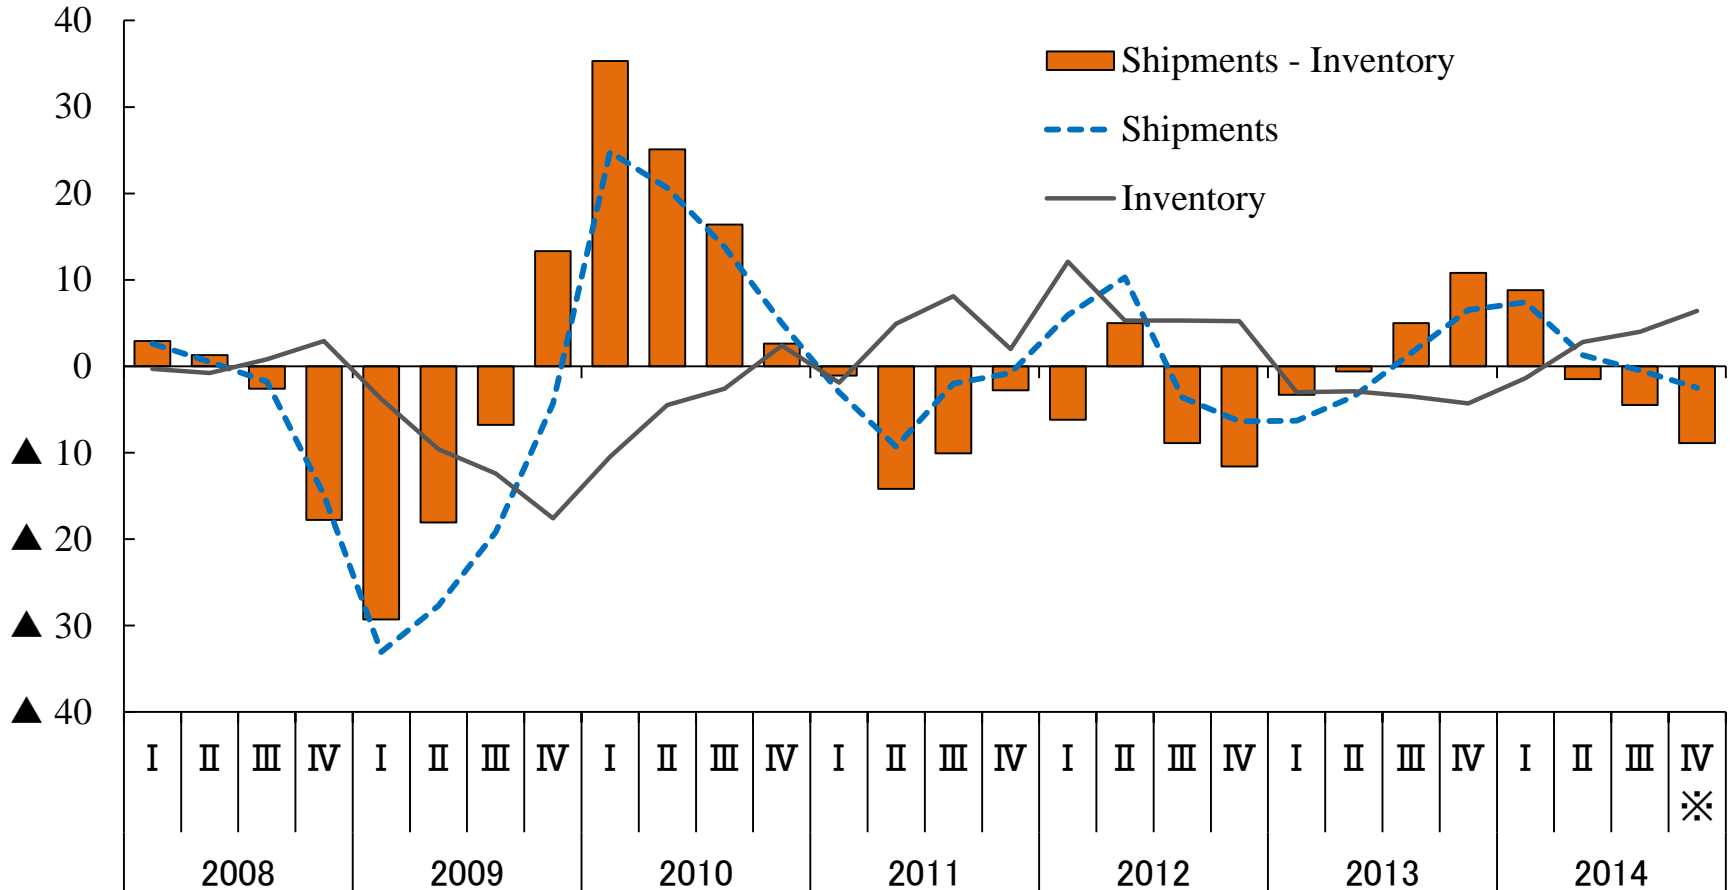 40
30
20
10
0
▲ 10
▲ 20
▲ 30
▲ 40
Shipments - Inventory
Shipments
Inventory
Ⅰ Ⅱ Ⅲ Ⅳ Ⅰ Ⅱ Ⅲ Ⅳ Ⅰ Ⅱ Ⅲ Ⅳ Ⅰ Ⅱ Ⅲ Ⅳ Ⅰ Ⅱ Ⅲ Ⅳ Ⅰ Ⅱ Ⅲ Ⅳ Ⅰ Ⅱ Ⅲ Ⅳ
※
2008 2009 2010 2011 2012 2013 2014